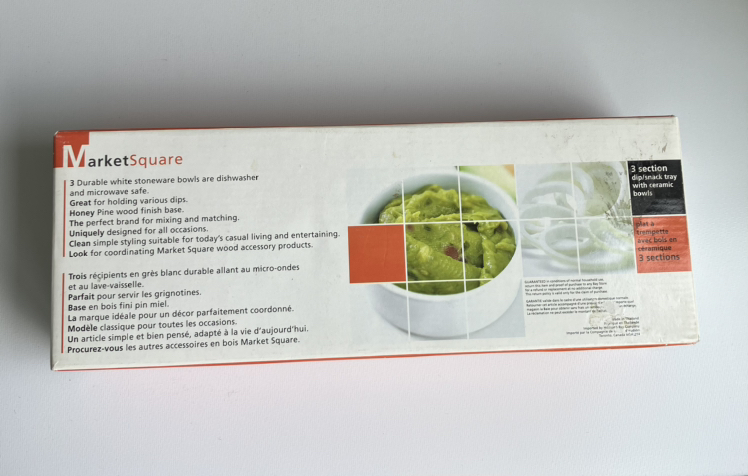 MarketSquare
3 Durable white stoneware bowls are dishwasher
and microwave safe.
Great for holding various dips.
Honey Pine wood finish base.
The perfect brand for mixing and matching.
Uniquely designed for all occasions.
Clean simple styling suitable for today's casual living and entertaining.
Look for coordinating Market Square wood accessory products.
Trois récipients en grès blanc durable allant au micro-ondes
et au lave-vaisselle.
Parfait pour servir les grignotines.
Base en bois fini pin miel.
La marque idéale pour un décor parfaitement coordonné.
Modèle classique pour toutes les occasions.
Un article simple et bien pensé, adapté à la vie d'aujourd'hui.
Procurez-vous les autres accessoires en bois Market Square.
3 section
dip/snack tray
with ceramic
bowls
plat à
trempette
avec bols en
céramique
3 sections